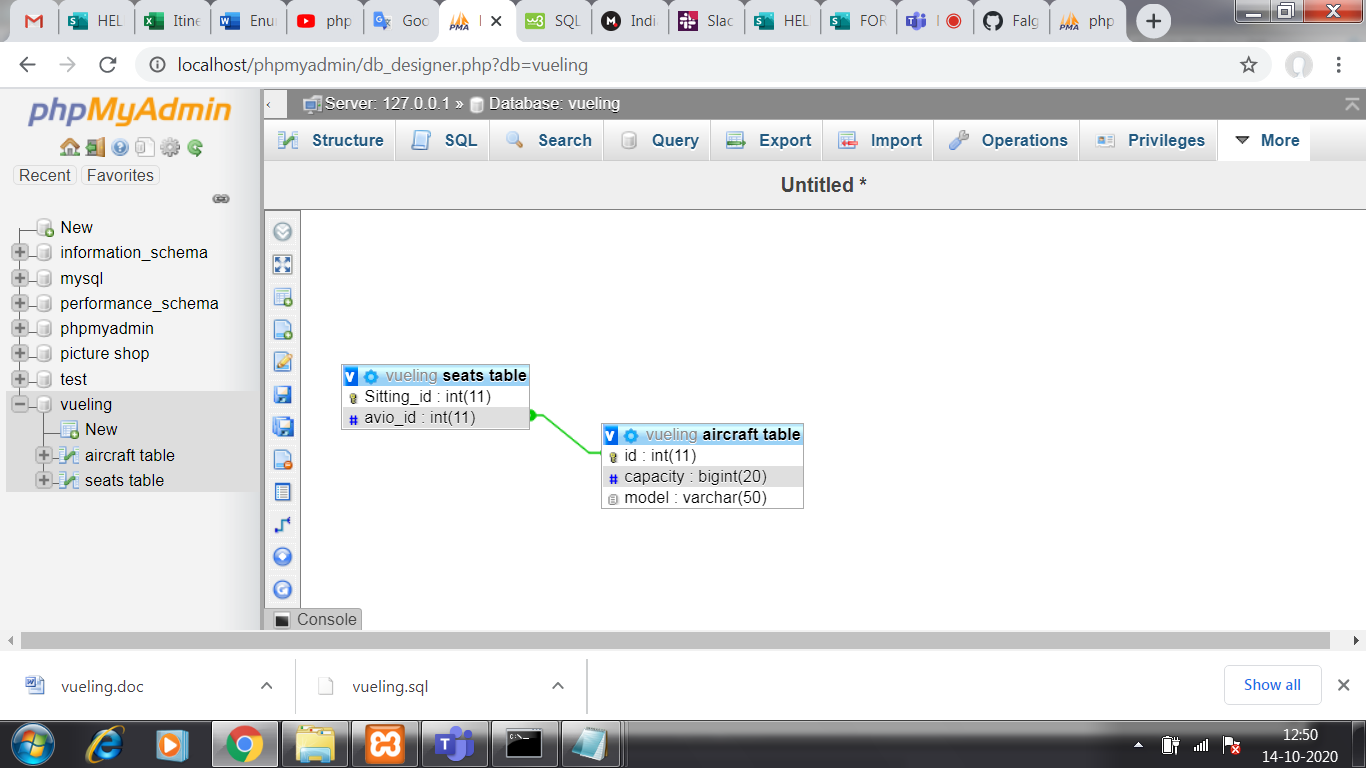 HEL Itine Enu php Goo SQL Indi Slac HEL FOR Falg php
localhost/phpmyadmin/db_designer.php?db=vueling
phpMyAdmin
Recent Favorites
New
information_schema
mysql
performance_schema
phpmyadmin
picture shop
test
vueling
New
aircraft table
seats table
Server: 127.0.0.1 » Database: vueling
Structure SQL Search Query Export Import Operations Privileges More
Untitled *
vueling seats table
Sitting_id : int(11)
avio_id : int(11)
vueling aircraft table
id : int(11)
capacity : bigint(20)
model : varchar(50)
Console
vueling.doc vueling.sql Show all
12:50
14-10-2020